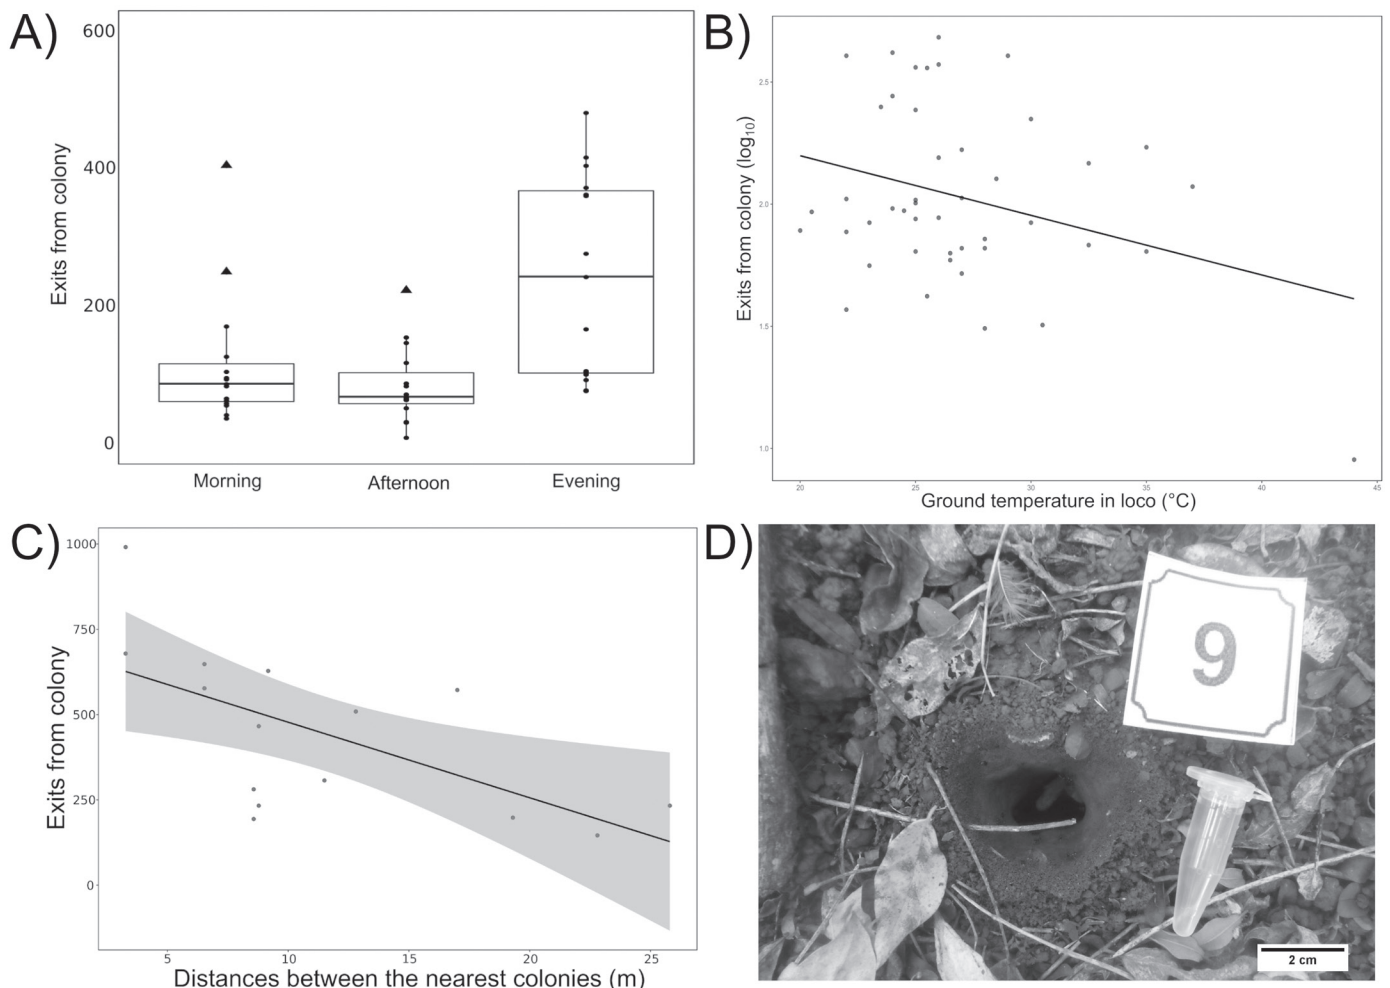 A)
600
400
200
0
Exits from colony
Morning
Afternoon
Evening
B)
2.5
2.0
1.5
1.0
Exits from colony (log10)
20
25
30
35
40
45
Ground temperature in loco (°C)
C)
1000
750
500
250
0
Exits from colony
5
10
15
20
25
Distances between the nearest colonies (m)
D)
9
2 cm